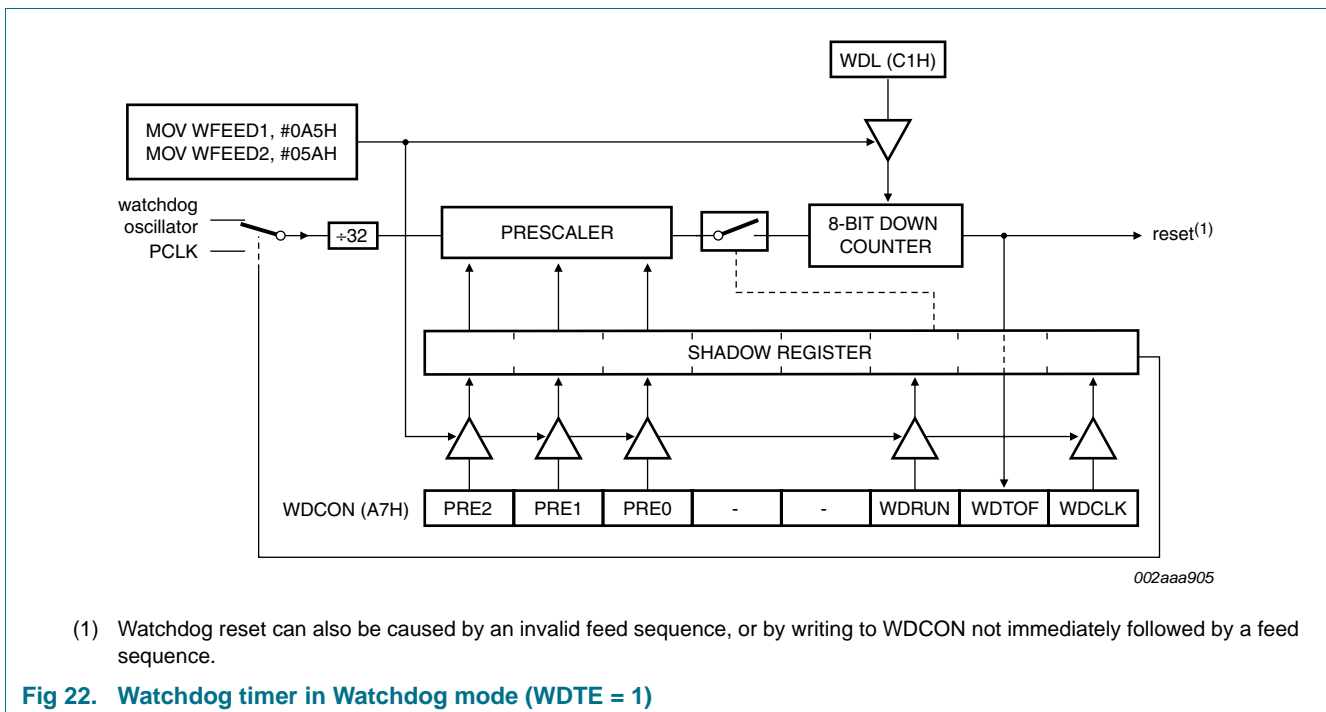 WDL (C1H)
MOV WFEED1, #0A5H
MOV WFEED2, #05AH
watchdog
oscillator
PCLK
÷32
PRESCALER
8-BIT DOWN
COUNTER
reset(1)
SHADOW REGISTER
WDCON (A7H)
PRE2
PRE1
PRE0
-
-
WDRUN
WDTOF
WDCLK
002aaa905
(1) Watchdog reset can also be caused by an invalid feed sequence, or by writing to WDCON not immediately followed by a feed
sequence.
Fig 22. Watchdog timer in Watchdog mode (WDTE = 1)